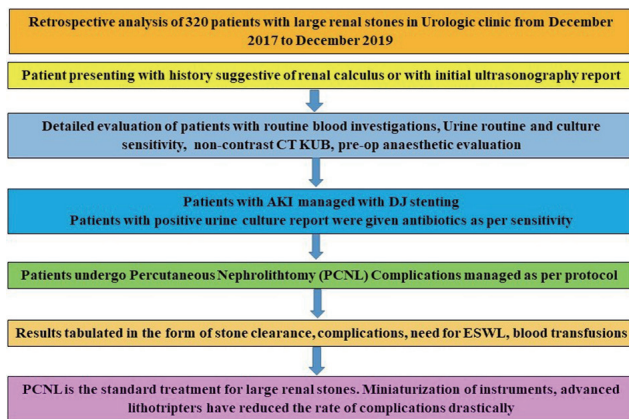 Retrospective analysis of 320 patients with large renal stones in Urologic clinic from December
2017 to December 2019
Patient presenting with history suggestive of renal calculus or with initial ultrasonography report
Detailed evaluation of patients with routine blood investigations, Urine routine and culture
sensitivity, non-contrast CT KUB, pre-op anaesthetic evaluation
Patients with AKI managed with DJ stenting
Patients with positive urine culture report were given antibiotics as per sensitivity
Patients undergo Percutaneous Nephrolithtomy (PCNL) Complications managed as per protocol
Results tabulated in the form of stone clearance, complications, need for ESWL, blood transfusions
PCNL is the standard treatment for large renal stones. Miniaturization of instruments, advanced
lithotripters have reduced the rate of complications drastically